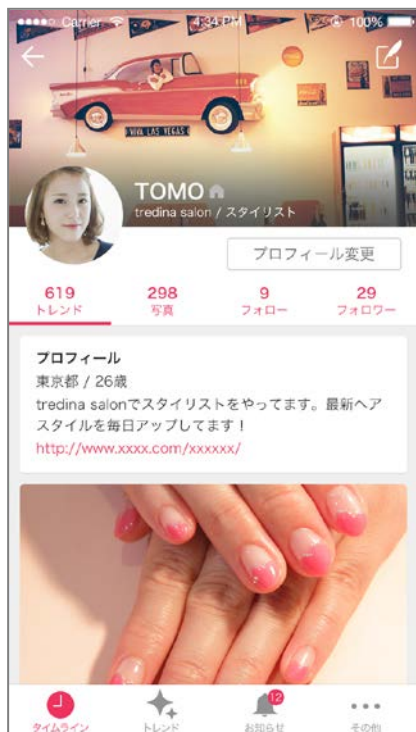 Carrier 4:34 PM 100%
VIVA LAS VEGAS
TOMO
tredina salon / スタイリスト
プロフィール変更
619 298 9 29
トレンド 写真 フォロー フォロワー
プロフィール
東京都 / 26歳
tredina salonでスタイリストをやってます。最新ヘア
スタイルを毎日アップしてます！
http://www.xxxx.com/xxxxxx/
12
タイムライン トレンド お知らせ その他